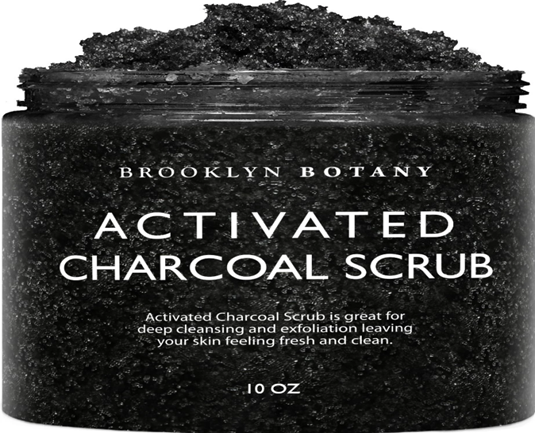 BROOKLYN BOTANY
ACTIVATED
CHARCOAL SCRUB
Activated Charcoal Scrub is great for
deep cleansing and exfoliation leaving
your skin feeling fresh and clean.
10 OZ